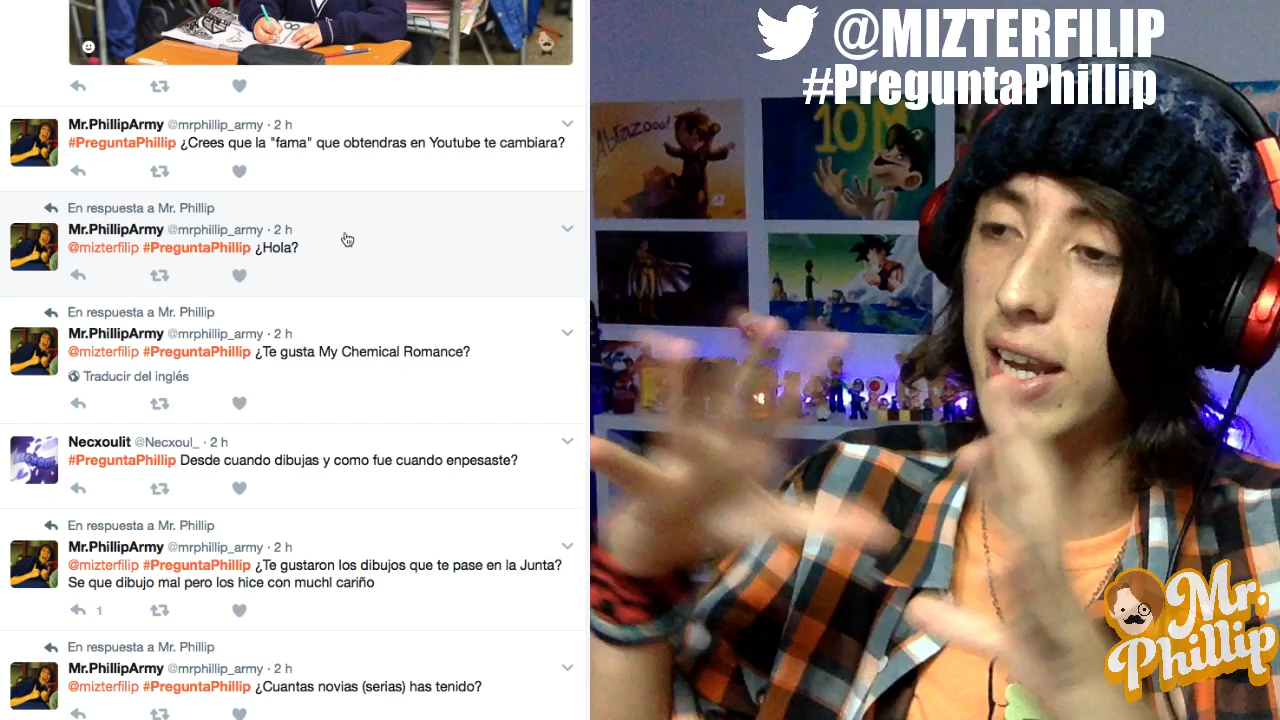 @MIZTERFILIP
#PreguntaPhillip
Abrazooo!
10M
Mr.PhillipArmy @mrphillip_army · 2 h
#PreguntaPhillip ¿Crees que la "fama" que obtendras en Youtube te cambiara?
En respuesta a Mr. Phillip
Mr.PhillipArmy @mrphillip_army · 2 h
@mizterfilip #PreguntaPhillip ¿Hola?
En respuesta a Mr. Phillip
Mr.PhillipArmy @mrphillip_army · 2 h
@mizterfilip #PreguntaPhillip ¿Te gusta My Chemical Romance?
Traducir del inglés
Necxoulit @Necxoul_ · 2 h
#PreguntaPhillip Desde cuando dibujas y como fue cuando enpesaste?
En respuesta a Mr. Phillip
Mr.PhillipArmy @mrphillip_army · 2 h
@mizterfilip #PreguntaPhillip ¿Te gustaron los dibujos que te pase en la Junta?
Se que dibujo mal pero los hice con muchl cariño
1
En respuesta a Mr. Phillip
Mr.PhillipArmy @mrphillip_army · 2 h
@mizterfilip #PreguntaPhillip ¿Cuantas novias (serias) has tenido?
Mr.
Phillip